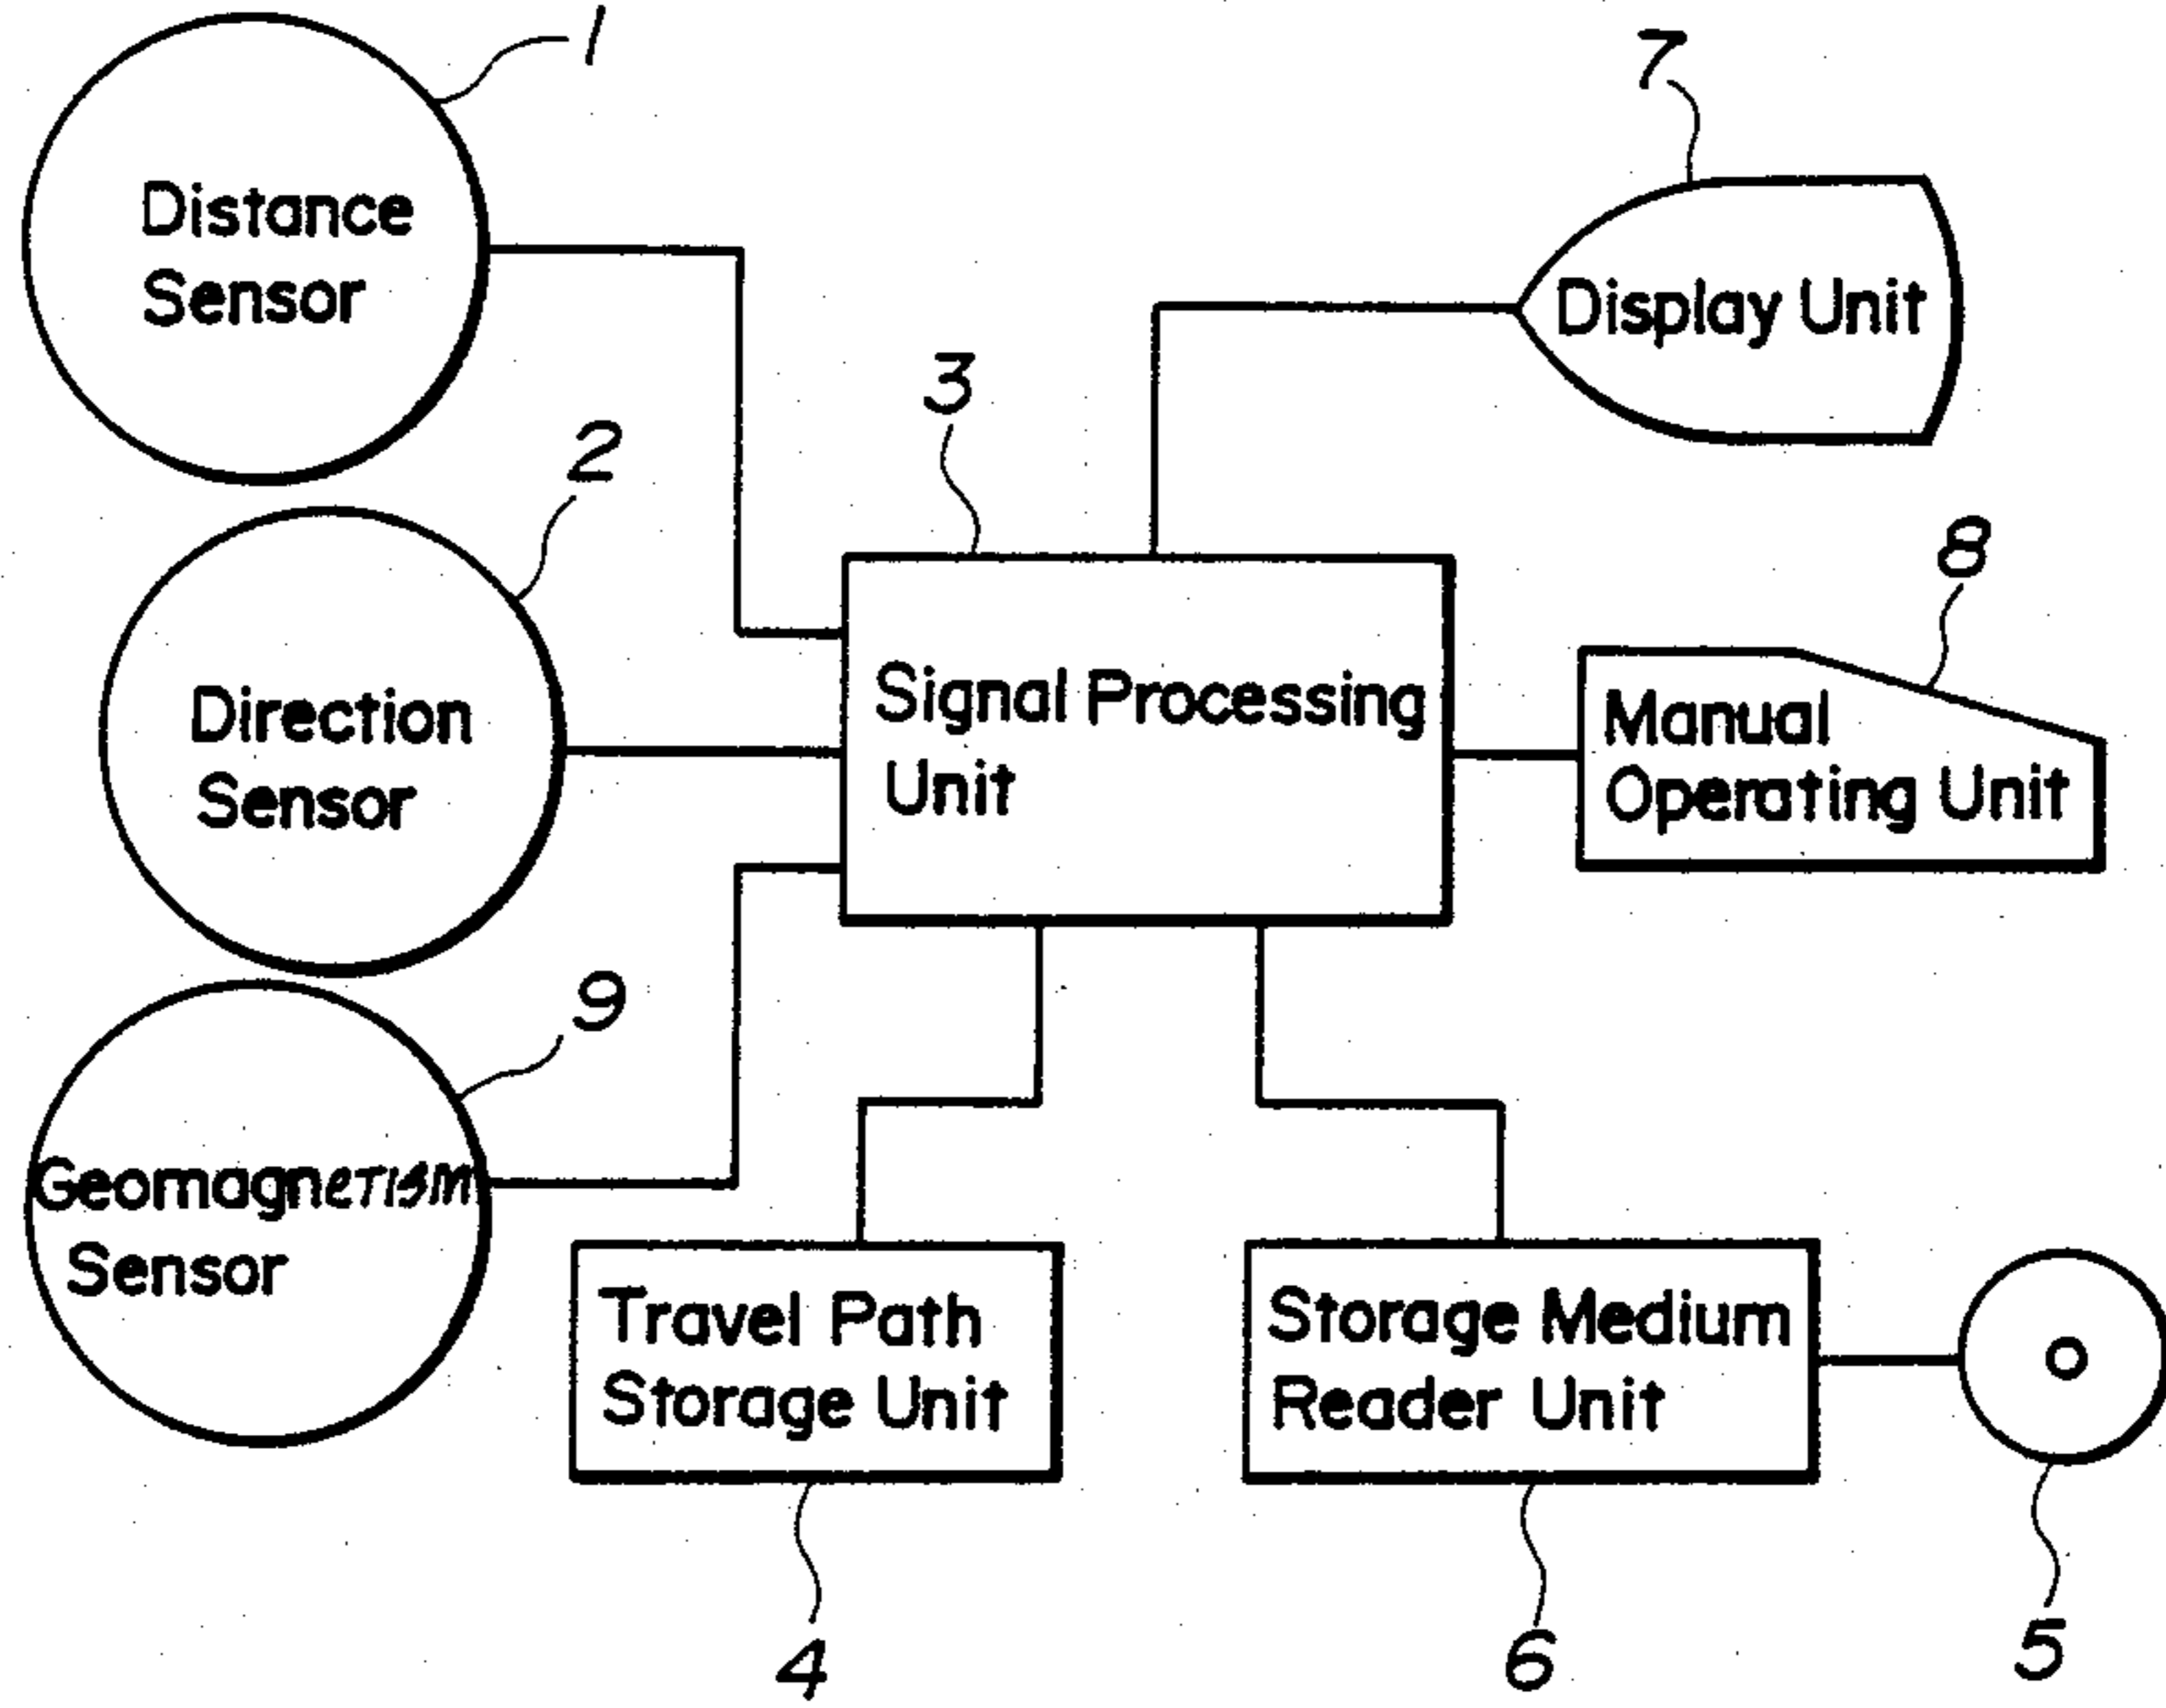 1
Distance
Sensor
7
Display Unit
3
2
Direction
Sensor
8
Signal Processing
Unit
Manual
Operating Unit
9
Geomagnetism
Sensor
Travel Path
Storage Unit
Storage Medium
Reader Unit
4
6
5